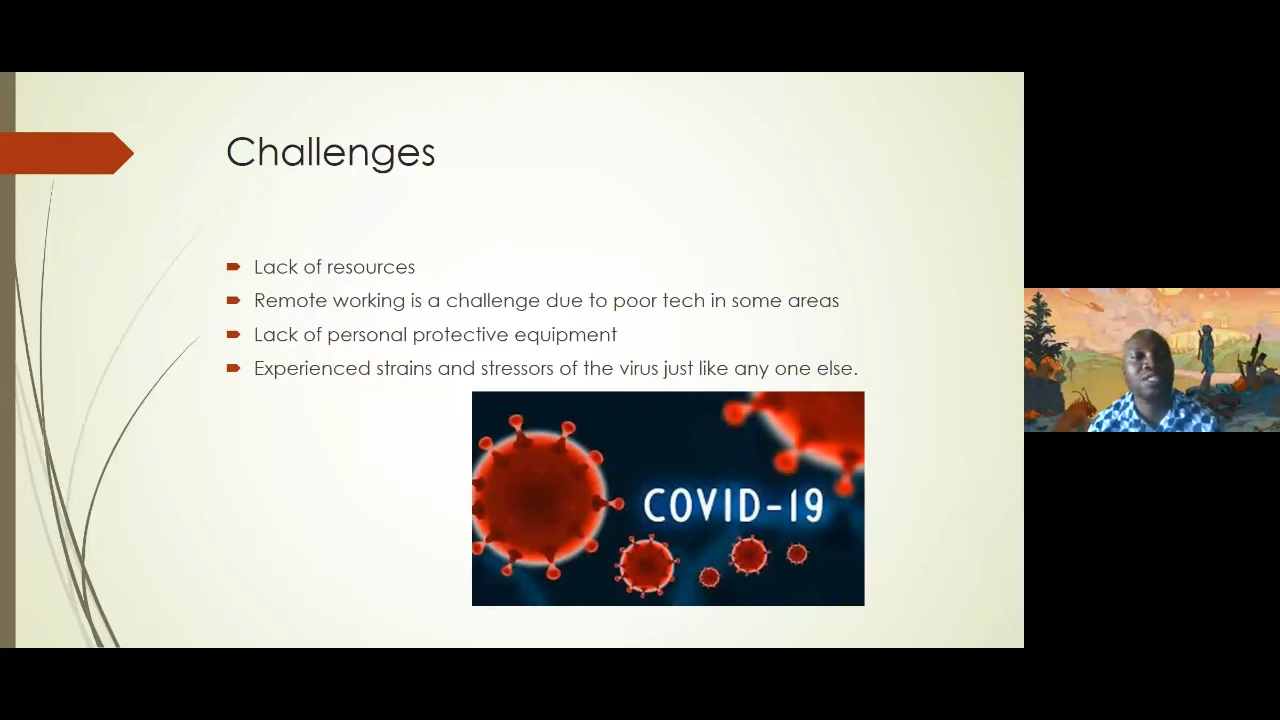 Challenges
Lack of resources
Remote working is a challenge due to poor tech in some areas
Lack of personal protective equipment
Experienced strains and stressors of the virus just like any one else.
COVID-19